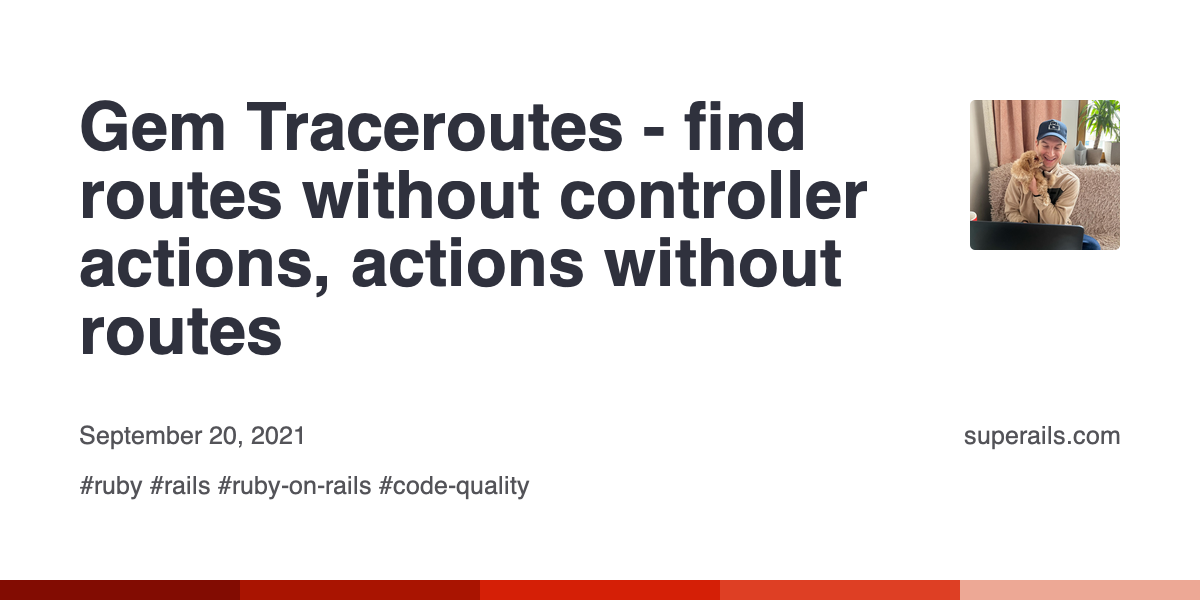 Gem Traceroutes - find
routes without controller
actions, actions without
routes
September 20, 2021
superails.com
#ruby #rails #ruby-on-rails #code-quality